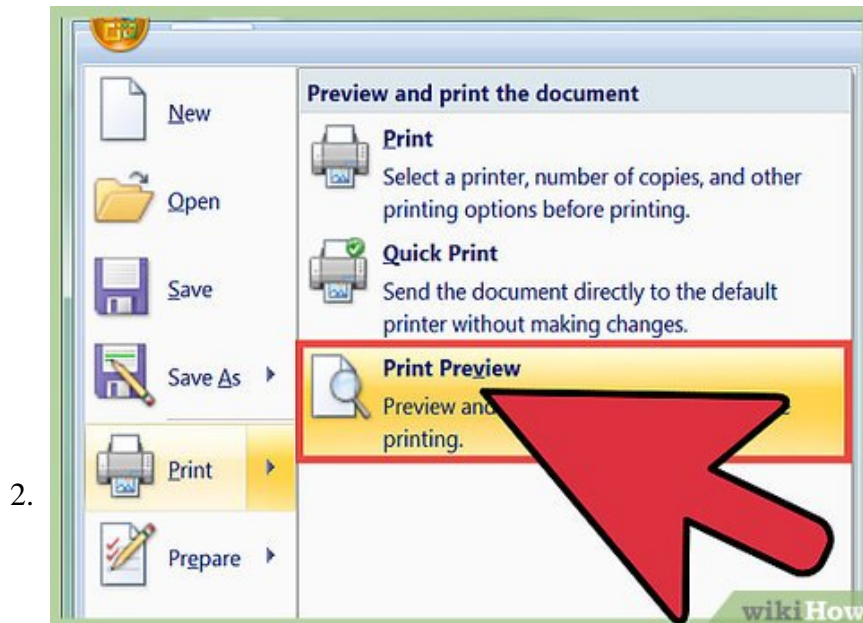 Preview and print the document
New
Print
Select a printer, number of copies, and other
printing options before printing.
Open
Quick Print
Send the document directly to the default
printer without making changes.
Save
Print Preview
Preview and
printing.
Save As
Print
2.
Prepare
wikiHow